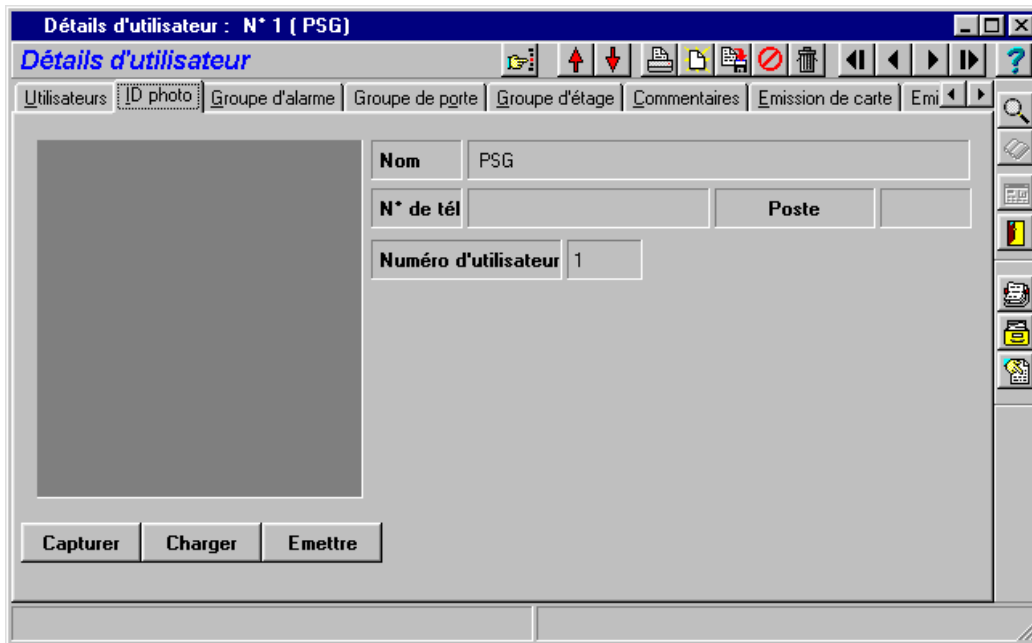 Détails d'utilisateur : N° 1 ( PSG)
Détails d'utilisateur
Utilisateurs ID photo Groupe d'alarme Groupe de porte Groupe d'étage Commentaires Emission de carte Emi
Nom PSG
N° de tél Poste
Numéro d'utilisateur 1
Capturer Charger Emettre